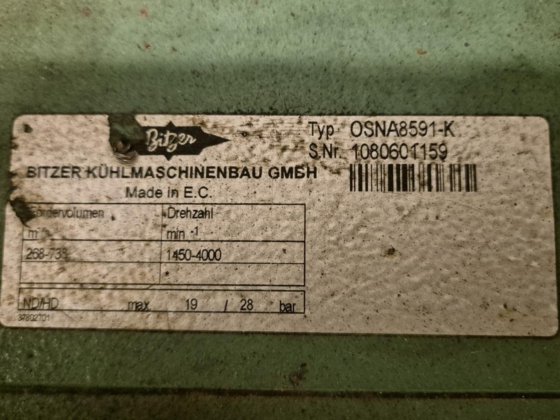 Bitzer
Typ OSNA8591-K
S.Nr. 1080601159
BITZER KÜHLMASCHINENBAU GMBH
Made in E.C.
Drehzahl
min -1
1450-4000
ND/HD max. 19 / 28 bar